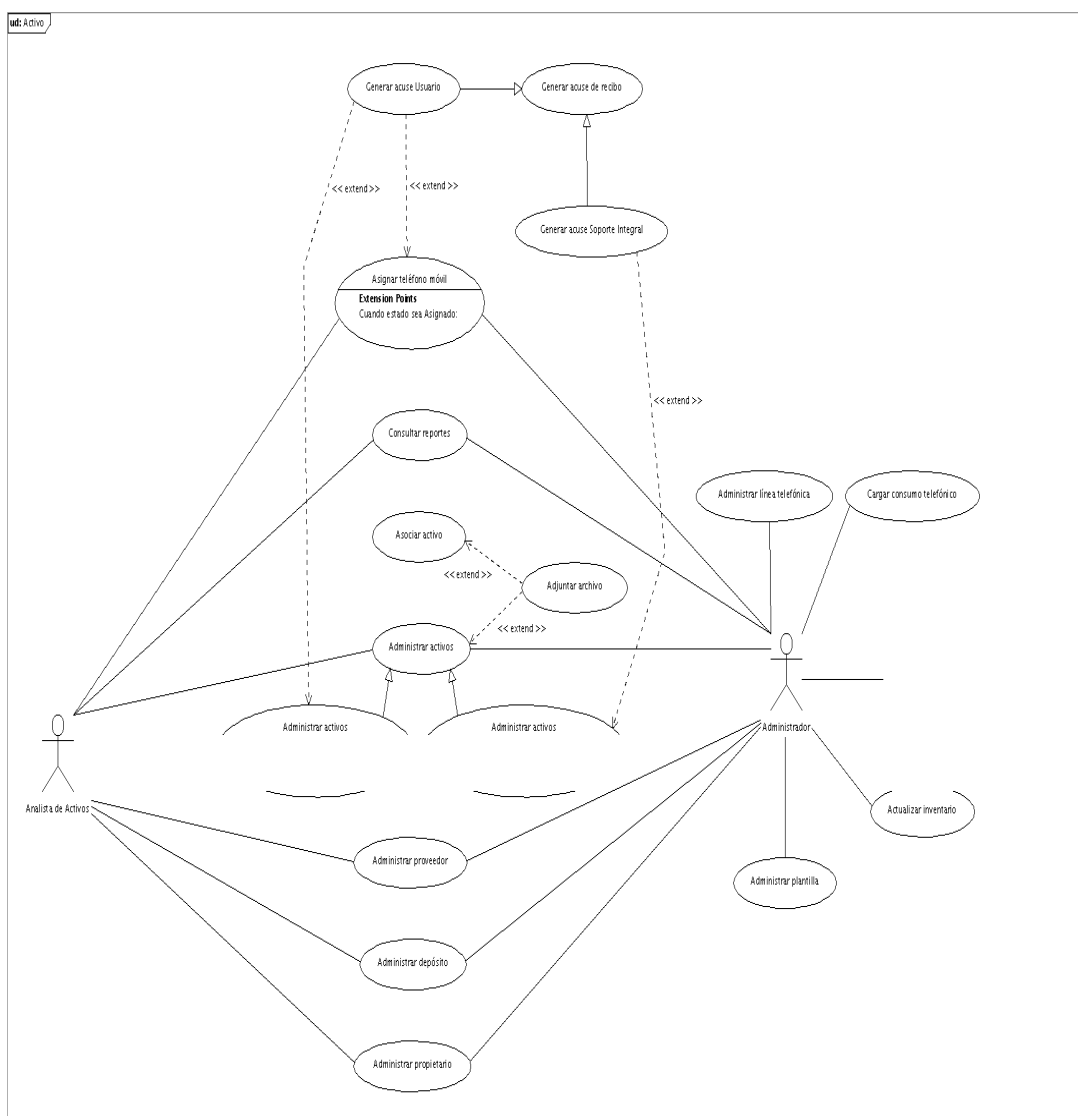 ud: Activo
Generar acuse Usuario
Generar acuse de recibo
<< extend >>
<< extend >>
Generar acuse Soporte Integral
Asignar teléfono móvil
Extension Points
Cuando estado sea Asignado:
<< extend >>
Consultar reportes
Administrar línea telefónica
Cargar consumo telefónico
Asociar activo
<< extend >>
Adjuntar archivo
<< extend >>
Administrar activos
Administrar activos
Administrar activos
Administrador
Analista de Activos
Actualizar inventario
Administrar proveedor
Administrar plantilla
Administrar depósito
Administrar propietario